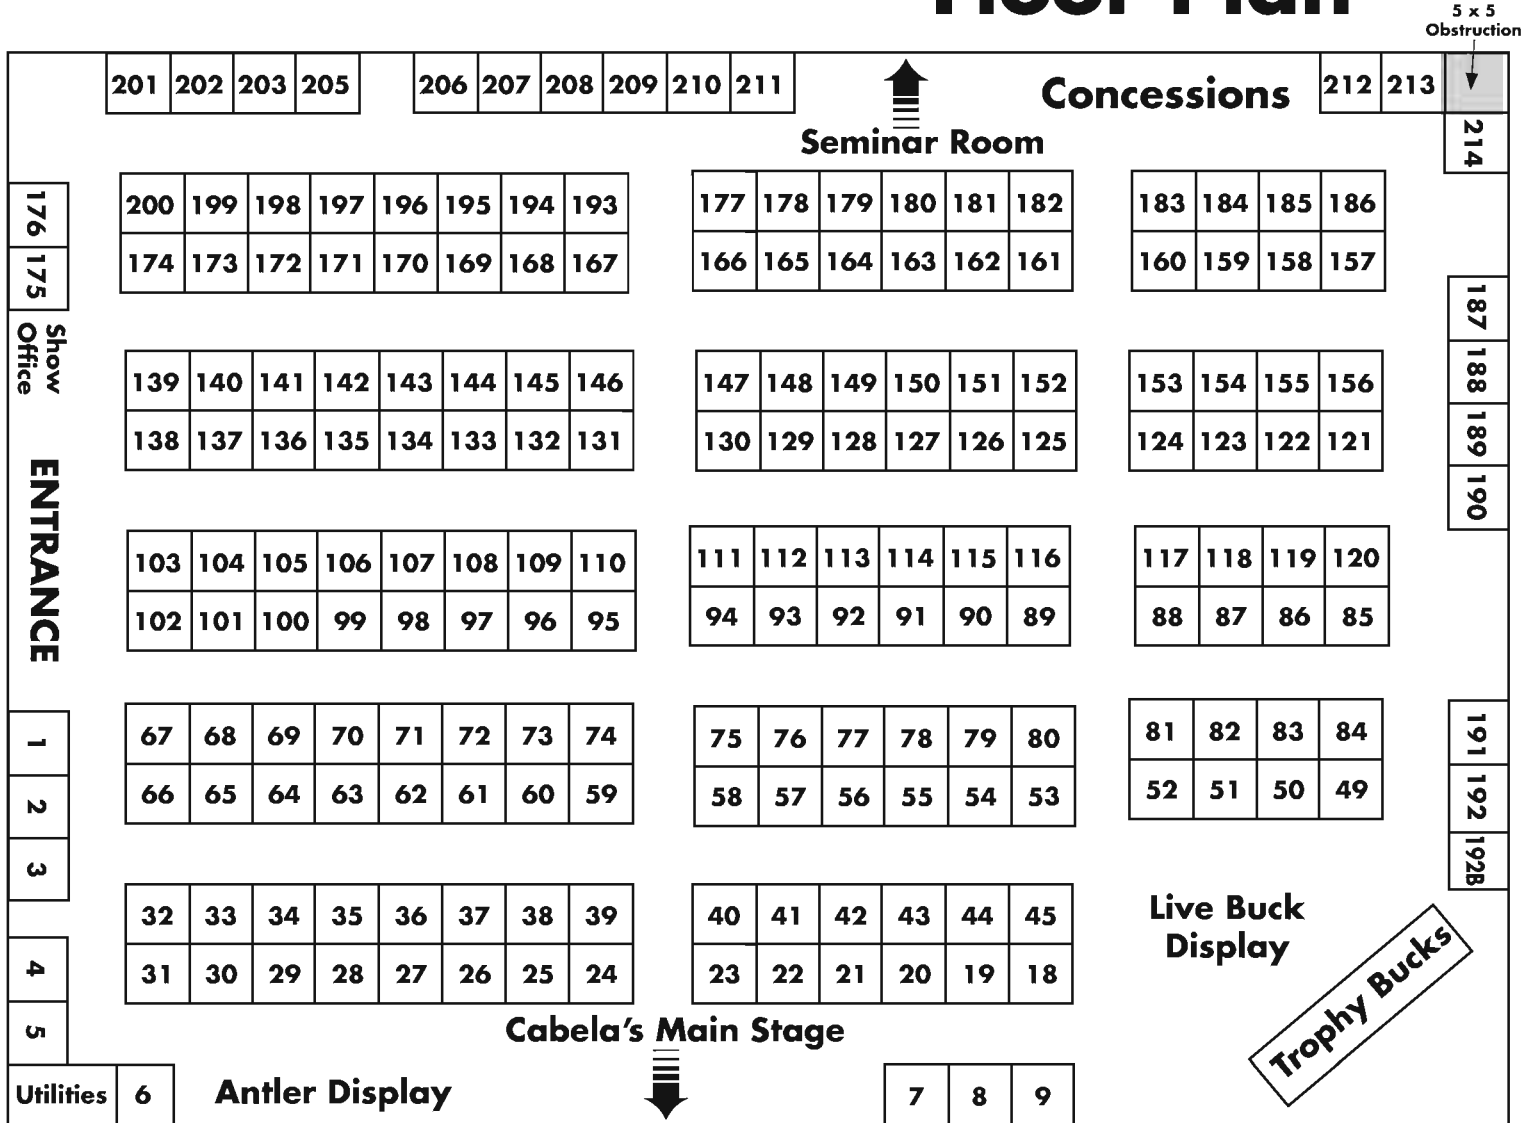 Floor Plan
5 x 5
Obstruction
201 202 203 205 206 207 208 209 210 211 Concessions 212 213
214
Seminar Room
176
175
200 199 198 197 196 195 194 193 177 178 179 180 181 182 183 184 185 186
174 173 172 171 170 169 168 167 166 165 164 163 162 161 160 159 158 157
Show
Office
187
188
189
190
139 140 141 142 143 144 145 146 147 148 149 150 151 152 153 154 155 156
138 137 136 135 134 133 132 131 130 129 128 127 126 125 124 123 122 121
ENTRANCE
103 104 105 106 107 108 109 110 111 112 113 114 115 116 117 118 119 120
102 101 100 99 98 97 96 95 94 93 92 91 90 89 88 87 86 85
1
2
3
67 68 69 70 71 72 73 74 75 76 77 78 79 80 81 82 83 84
66 65 64 63 62 61 60 59 58 57 56 55 54 53 52 51 50 49
191
192
192B
32 33 34 35 36 37 38 39 40 41 42 43 44 45
31 30 29 28 27 26 25 24 23 22 21 20 19 18
Live Buck
Display
Trophy Bucks
4
5
Cabela's Main Stage
Utilities 6 Antler Display 7 8 9